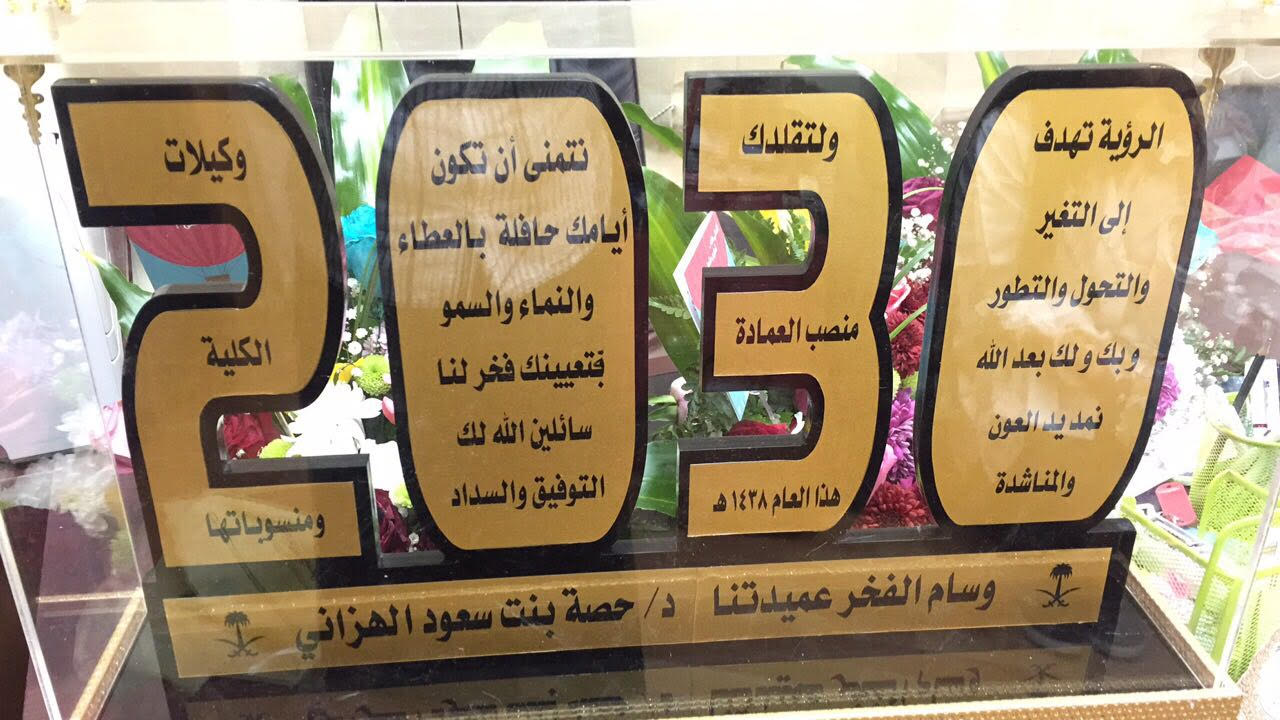 الرؤية تهدف
إلى التغير
والتحول والتطور
وبك ولك بعد الله
نمد يد العون
والمناشدة
ولتقلدك
منصب العمادة
هذا العام ١٤٣٨ هـ
نتمنى أن تكون
أيامك حافلة بالعطاء
والنماء والسمو
فتعيينك فخر لنا
سائلين الله لك
التوفيق والسداد
وكيلات
الكلية
ومنسوباتها
وسام الفخر عميدتنا د/ حصة بنت سعود الهزاني
2030